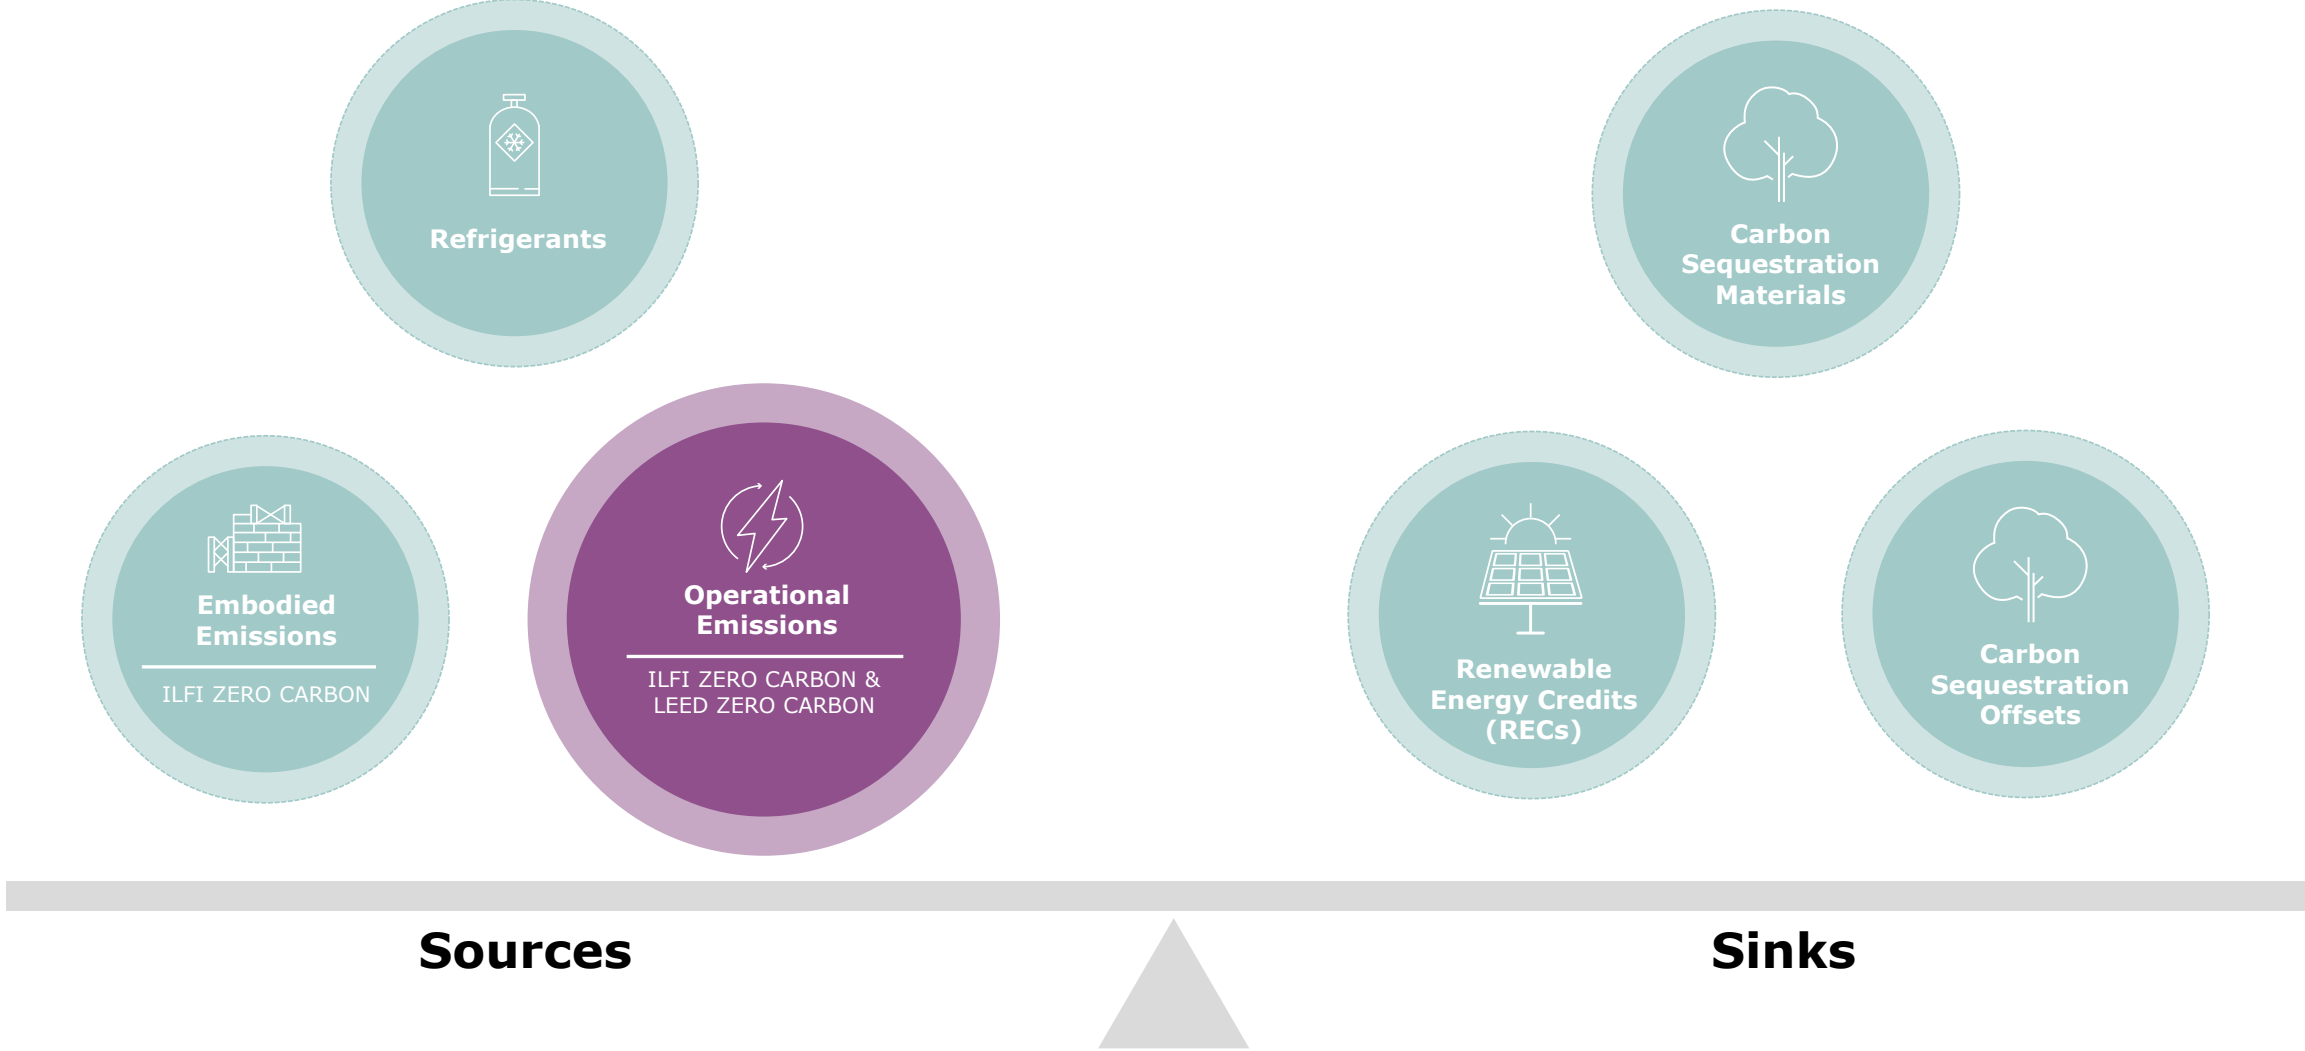 Refrigerants
Embodied
Emissions
ILFI ZERO CARBON
Operational
Emissions
ILFI ZERO CARBON &
LEED ZERO CARBON
Carbon
Sequestration
Materials
Renewable
Energy Credits
(RECs)
Carbon
Sequestration
Offsets
Sources
Sinks